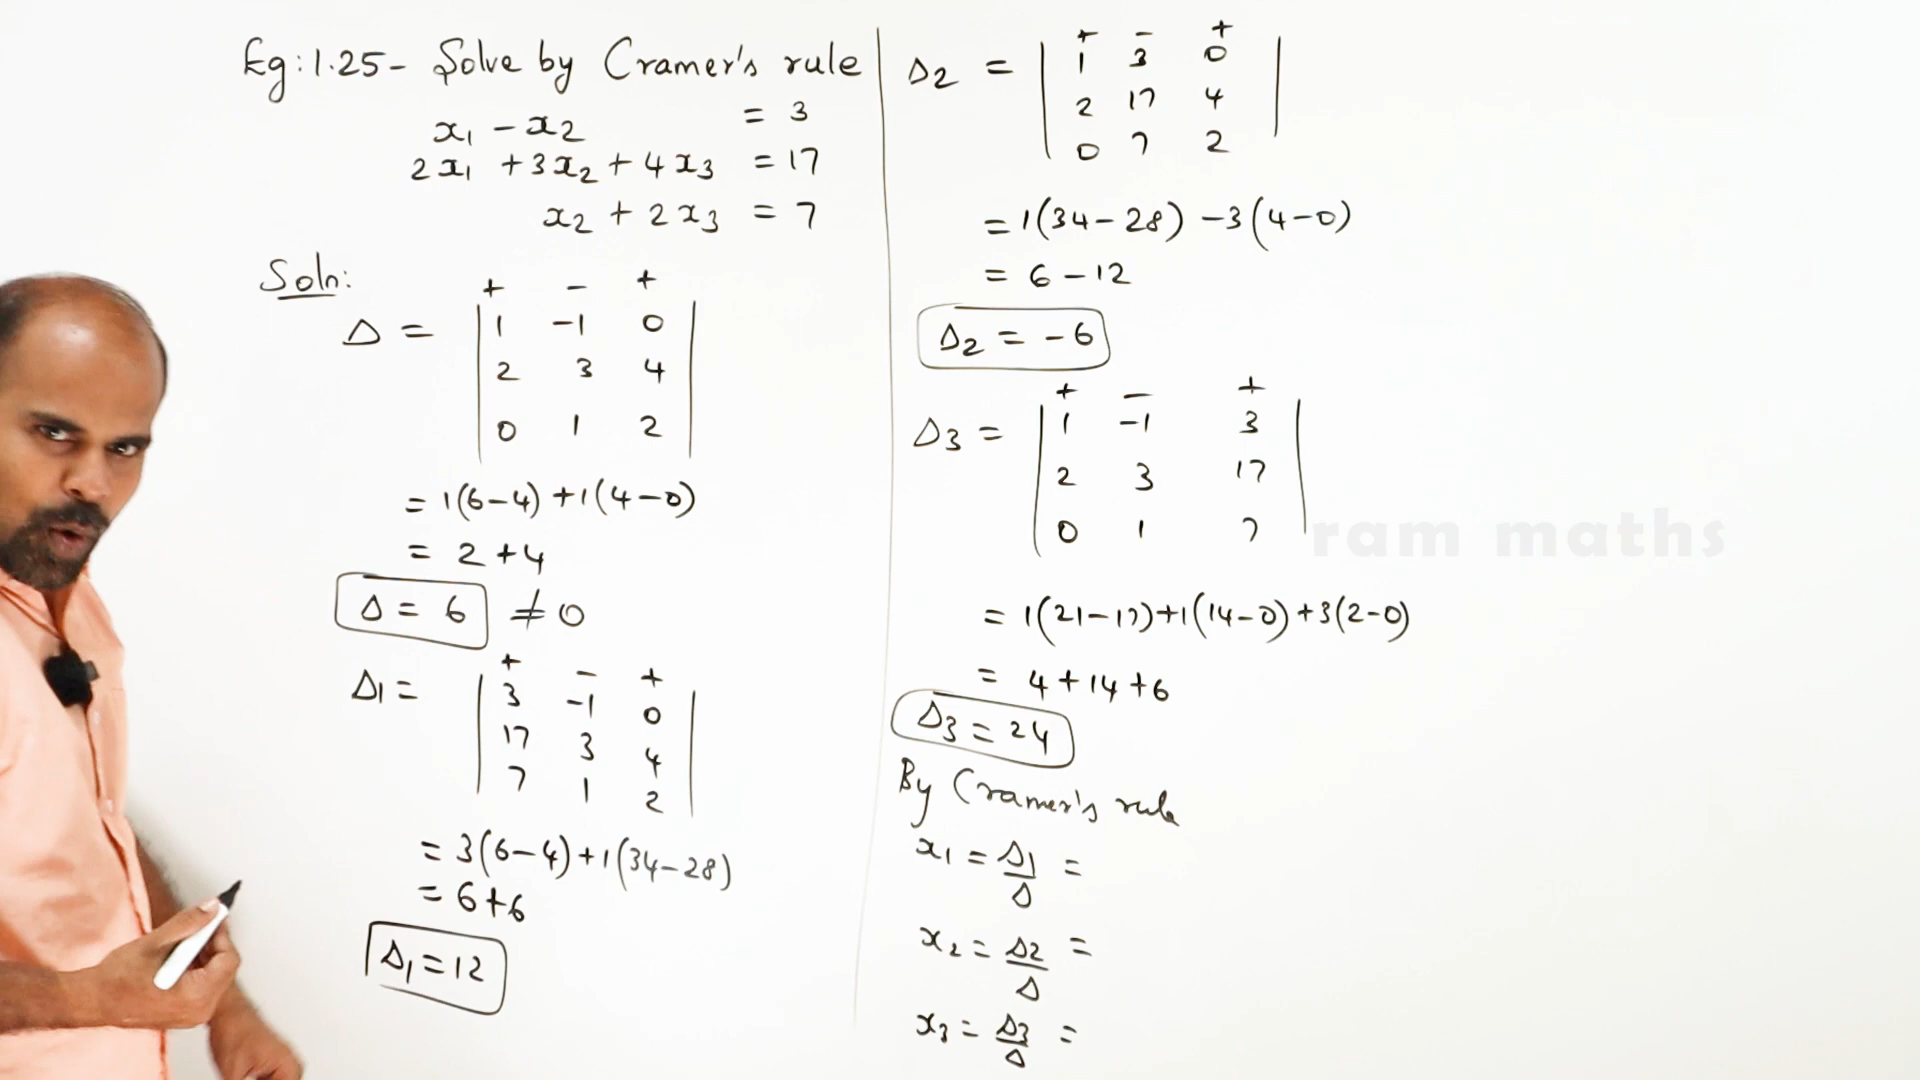 Eg:1.25- Solve by Cramer's rule
x₁ - x₂ = 3
2x₁ + 3x₂ + 4x₃ = 17
x₂ + 2x₃ = 7
Soln:
+ - +
Δ = | 1 -1 0 |
| 2 3 4 |
| 0 1 2 |
= 1(6-4) +1(4-0)
= 2 + 4
Δ = 6 ≠ 0
+ - +
Δ₁ = | 3 -1 0 |
| 17 3 4 |
| 7 1 2 |
= 3(6-4)+1(34-28)
= 6+6
Δ₁ = 12
+ - +
Δ₂ = | 1 3 0 |
| 2 17 4 |
| 0 7 2 |
= 1(34-28) -3(4-0)
= 6 - 12
Δ₂ = -6
+ - +
Δ₃ = | 1 -1 3 |
| 2 3 17 |
| 0 1 7 |
= 1(21-17)+1(14-0)+3(2-0)
= 4+14+6
Δ₃ = 24
By Cramer's rule
x₁ = Δ₁/Δ =
x₂ = Δ₂/Δ =
x₃ = Δ₃/Δ =
ram maths